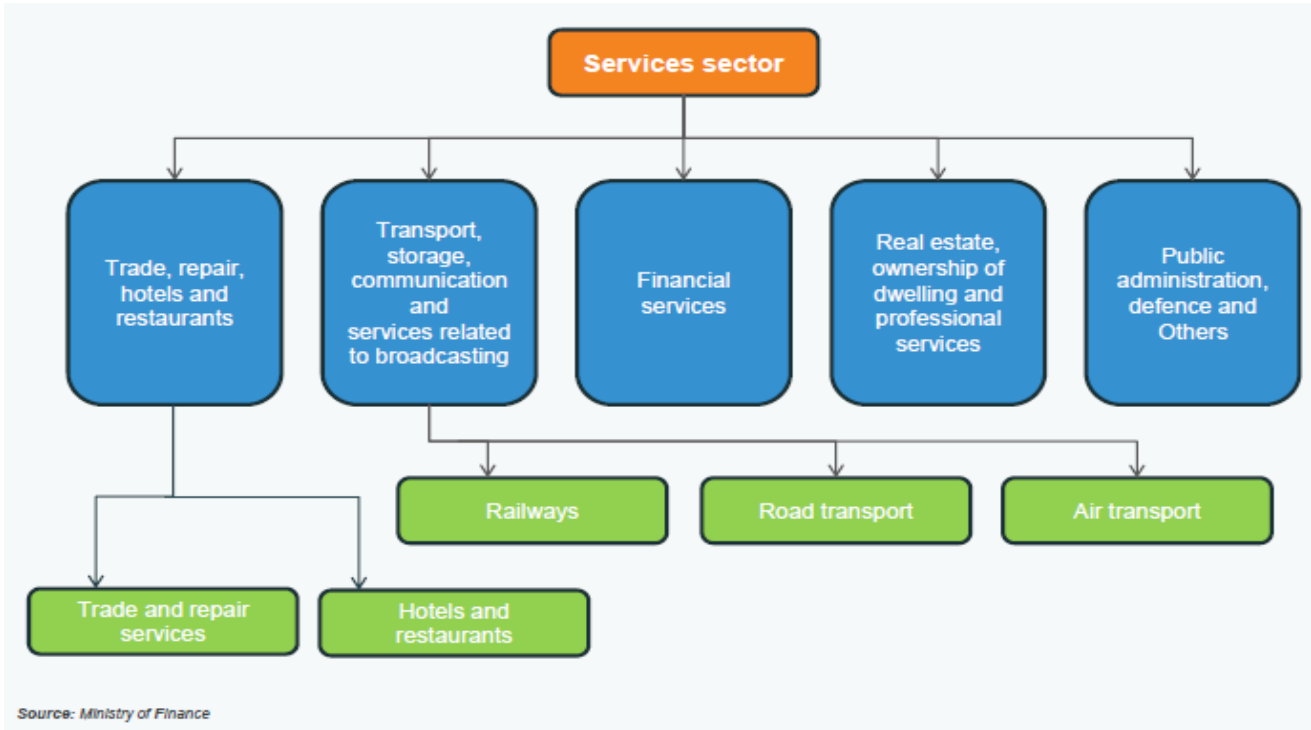 Services sector
Trade, repair,
hotels and
restaurants
Transport,
storage,
communication
and
services related
to broadcasting
Financial
services
Real estate,
ownership of
dwelling and
professional
services
Public
administration,
defence and
Others
Railways
Road transport
Air transport
Trade and repair
services
Hotels and
restaurants
Source: Ministry of Finance